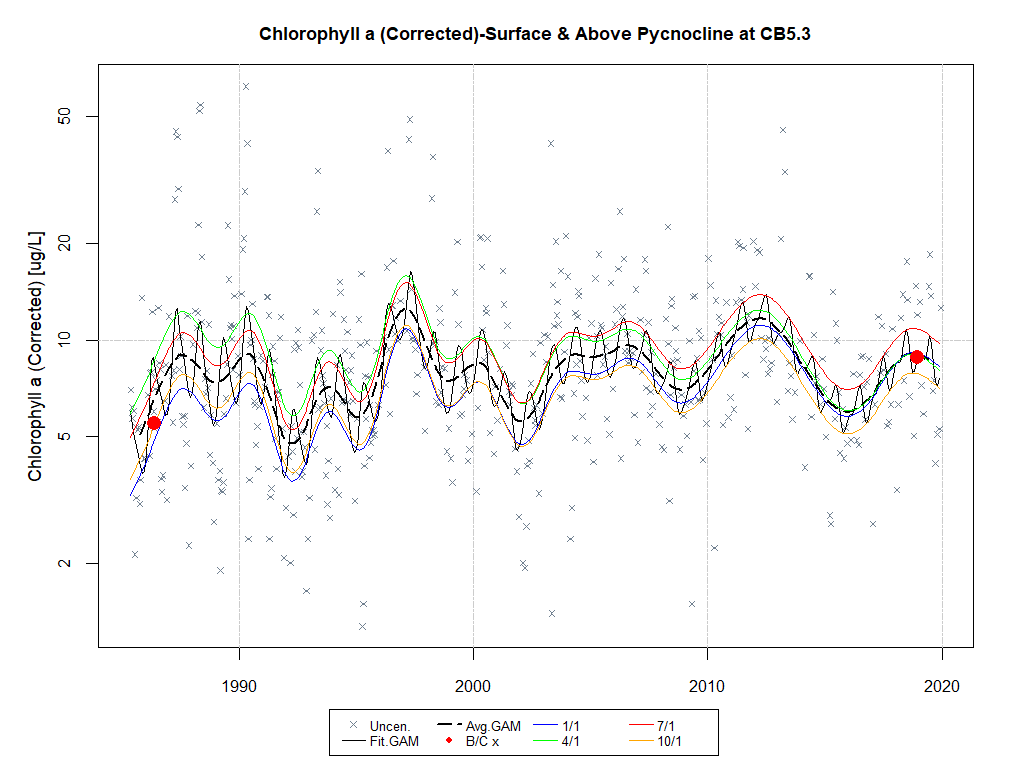 Chlorophyll a (Corrected)-Surface & Above Pycnocline at CB5.3
Chlorophyll a (Corrected) [ug/L]
50
20
10
5
2
1990 2000 2010 2020
Uncen. Avg.GAM 1/1 7/1
Fit.GAM B/C x 4/1 10/1